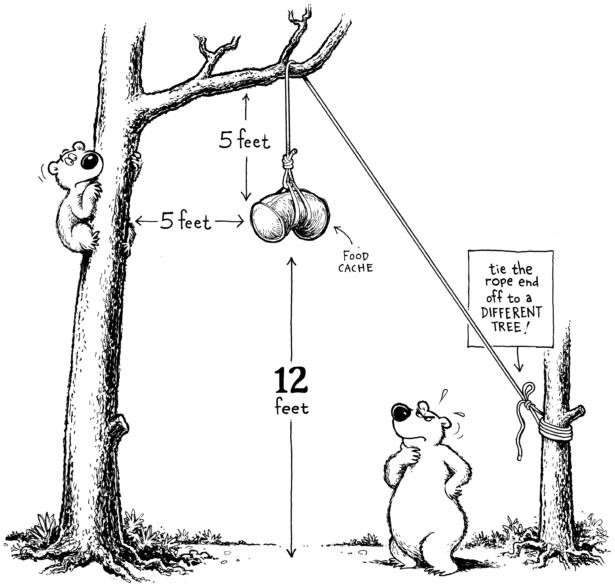 5 feet
5 feet
FOOD
CACHE
tie the
rope end
off to a
DIFFERENT
TREE!
12
feet